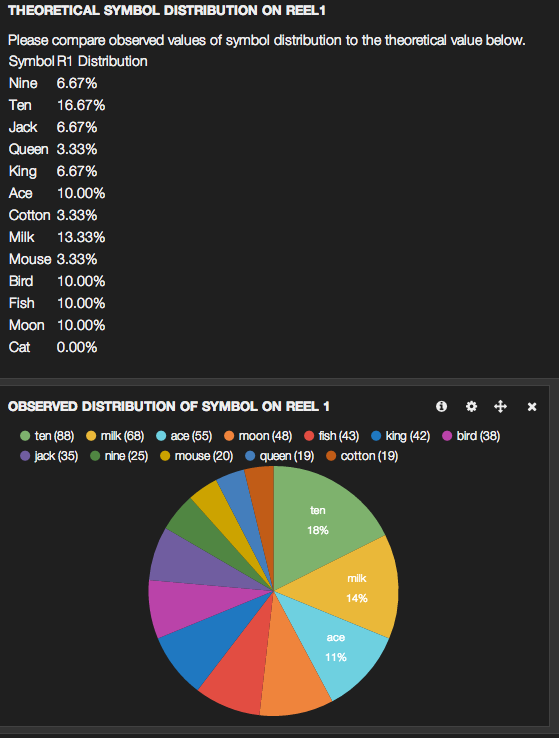 THEORETICAL SYMBOL DISTRIBUTION ON REEL1
Please compare observed values of symbol distribution to the theoretical value below.
Symbol R1 Distribution
Nine 6.67%
Ten 16.67%
Jack 6.67%
Queen 3.33%
King 6.67%
Ace 10.00%
Cotton 3.33%
Milk 13.33%
Mouse 3.33%
Bird 10.00%
Fish 10.00%
Moon 10.00%
Cat 0.00%
OBSERVED DISTRIBUTION OF SYMBOL ON REEL 1
ten (88) milk (68) ace (55) moon (48) fish (43) king (42) bird (38)
jack (35) nine (25) mouse (20) queen (19) cotton (19)
ten
18%
milk
14%
ace
11%